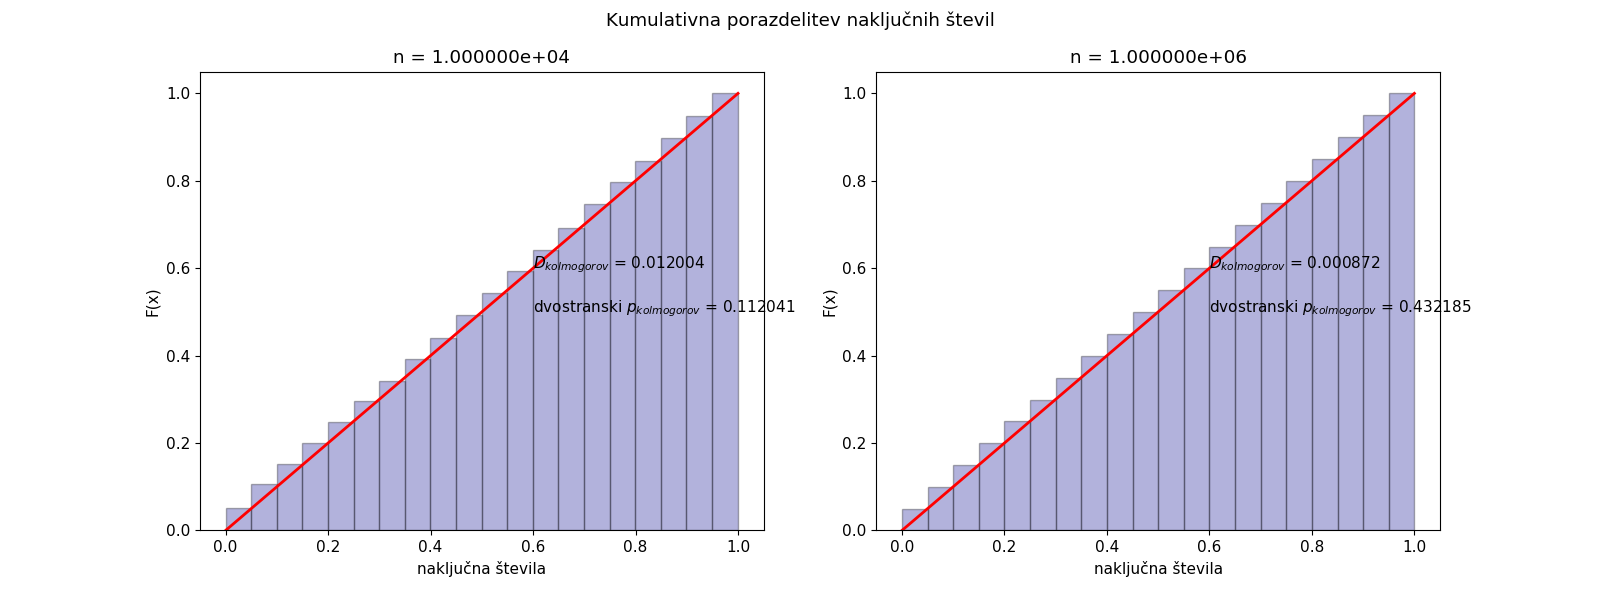 Kumulativna porazdelitev naključnih števil
n = 1.000000e+04
1.0
0.8
0.6
0.4
0.2
0.0
F(x)
D_kolmogorov = 0.012004
dvostranski p_kolmogorov = 0.112041
0.0 0.2 0.4 0.6 0.8 1.0
naključna števila
n = 1.000000e+06
1.0
0.8
0.6
0.4
0.2
0.0
F(x)
D_kolmogorov = 0.000872
dvostranski p_kolmogorov = 0.432185
0.0 0.2 0.4 0.6 0.8 1.0
naključna števila